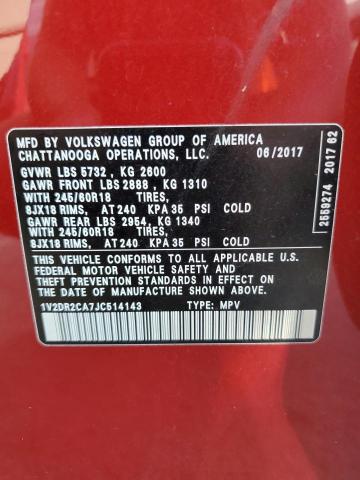 MFD BY VOLKSWAGEN GROUP OF AMERICA
CHATTANOOGA OPERATIONS, LLC. 06/2017
GVWR LBS 5732 , KG 2600
GAWR FRONT LBS 2888 , KG 1310
WITH 245/60R18 TIRES,
8JX18 RIMS, AT 240 KPA 35 PSI COLD
GAWR REAR LBS 2954, KG 1340
WITH 245/60R18 TIRES,
8JX18 RIMS, AT 240 KPA 35 PSI COLD
THIS VEHICLE CONFORMS TO ALL APPLICABLE U.S.
FEDERAL MOTOR VEHICLE SAFETY AND
THEFT PREVENTION STANDARDS IN EFFECT ON
THE DATE OF MANUFACTURE SHOWN ABOVE.
1V2DR2CA7JC514143 TYPE: MPV
2559274 2017 62